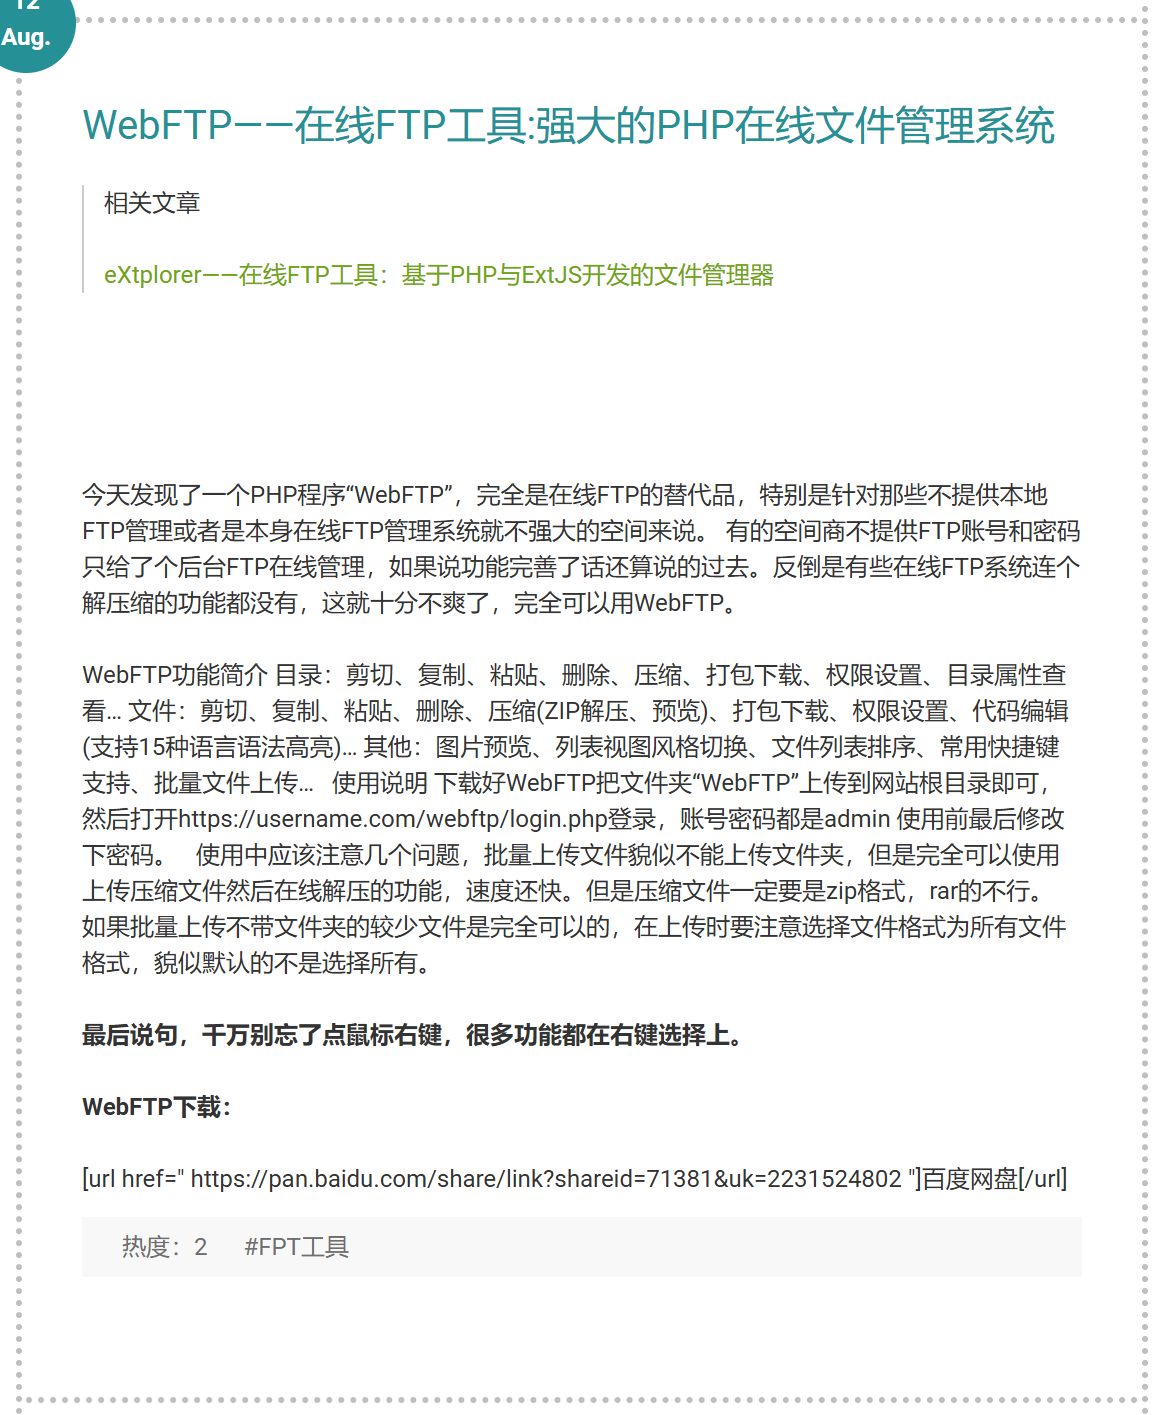 12
Aug.
WebFTP——在线FTP工具:强大的PHP在线文件管理系统
相关文章
eXtplorer——在线FTP工具：基于PHP与ExtJS开发的文件管理器
今天发现了一个PHP程序“WebFTP”，完全是在线FTP的替代品，特别是针对那些不提供本地
FTP管理或者是本身在线FTP管理系统就不强大的空间来说。 有的空间商不提供FTP账号和密码
只给了个后台FTP在线管理，如果说功能完善了话还算说的过去。反倒是有些在线FTP系统连个
解压缩的功能都没有，这就十分不爽了，完全可以用WebFTP。
WebFTP功能简介 目录：剪切、复制、粘贴、删除、压缩、打包下载、权限设置、目录属性查
看... 文件：剪切、复制、粘贴、删除、压缩(ZIP解压、预览)、打包下载、权限设置、代码编辑
(支持15种语言语法高亮)... 其他：图片预览、列表视图风格切换、文件列表排序、常用快捷键
支持、批量文件上传... 使用说明 下载好WebFTP把文件夹“WebFTP”上传到网站根目录即可，
然后打开https://username.com/webftp/login.php登录，账号密码都是admin 使用前最后修改
下密码。 使用中应该注意几个问题，批量上传文件貌似不能上传文件夹，但是完全可以使用
上传压缩文件然后在线解压的功能，速度还快。但是压缩文件一定要是zip格式，rar的不行。
如果批量上传不带文件夹的较少文件是完全可以的，在上传时要注意选择文件格式为所有文件
格式，貌似默认的不是选择所有。
最后说句，千万别忘了点鼠标右键，很多功能都在右键选择上。
WebFTP下载：
[url href=" https://pan.baidu.com/share/link?shareid=71381&uk=2231524802 "]百度网盘[/url]
热度：2 #FPT工具